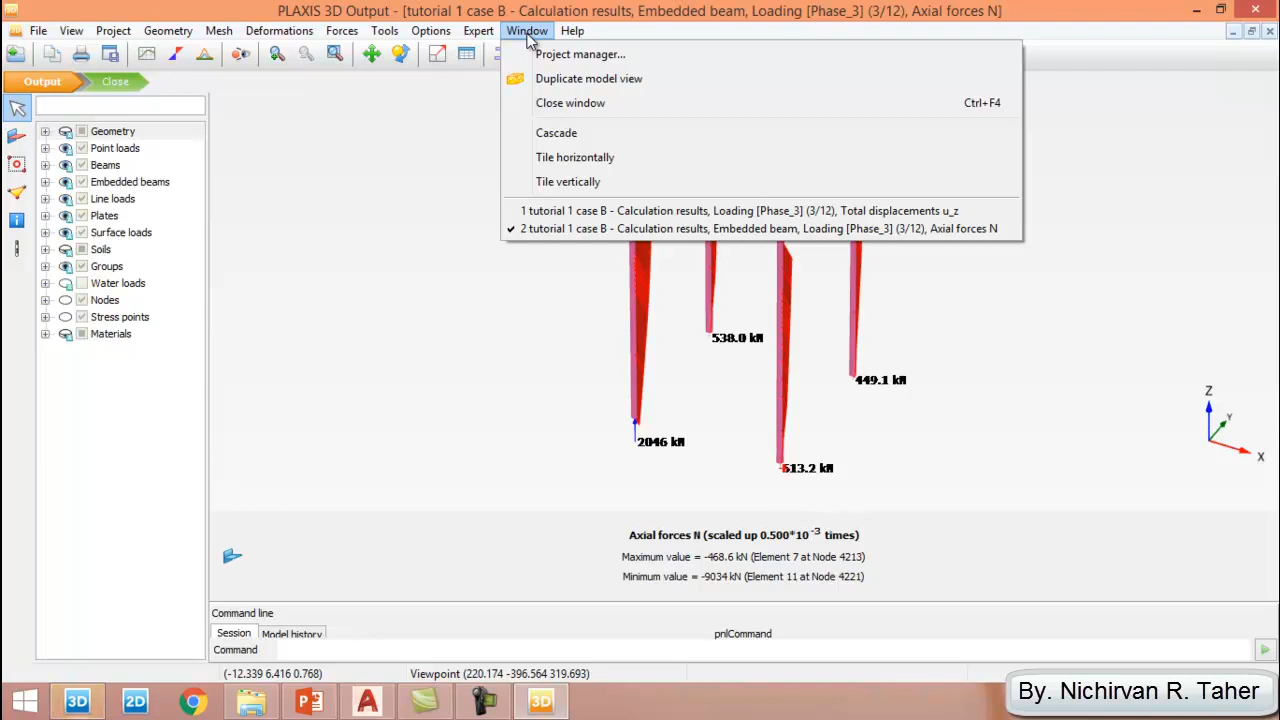 PLAXIS 3D Output - [tutorial 1 case B - Calculation results, Embedded beam, Loading [Phase_3] (3/12), Axial forces N]
File View Project Geometry Mesh Deformations Forces Tools Options Expert Window Help
Project manager...
Duplicate model view
Close window Ctrl+F4
Cascade
Tile horizontally
Tile vertically
1 tutorial 1 case B - Calculation results, Loading [Phase_3] (3/12), Total displacements u_z
2 tutorial 1 case B - Calculation results, Embedded beam, Loading [Phase_3] (3/12), Axial forces N
Output Close
Geometry
Point loads
Beams
Embedded beams
Line loads
Plates
Surface loads
Soils
Groups
Water loads
Nodes
Stress points
Materials
538.0 kN
449.1 kN
2046 kN
513.2 kN
Z
Y
X
Axial forces N (scaled up 0.500*10 -3 times)
Maximum value = -468.6 kN (Element 7 at Node 4213)
Minimum value = -9034 kN (Element 11 at Node 4221)
Command line
Session Model history
pnlCommand
Command
(-12.339 6.416 0.768) Viewpoint (220.174 -396.564 319.693)
3D 2D P A 3D
By. Nichirvan R. Taher